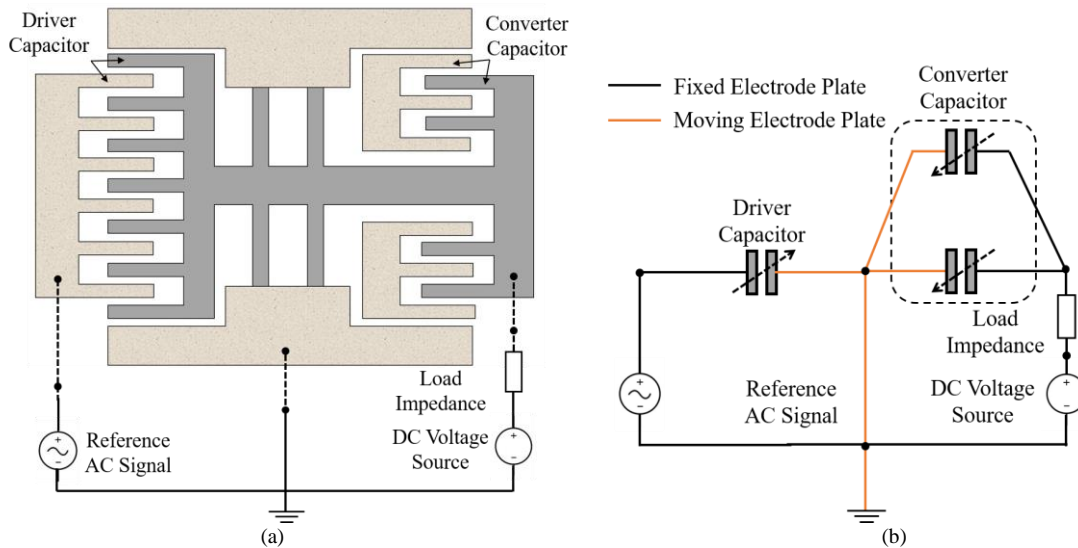 Driver
Capacitor
Converter
Capacitor
Load
Impedance
Reference
AC Signal
+
−
DC Voltage
Source
+
−
(a)
Fixed Electrode Plate
Moving Electrode Plate
Converter
Capacitor
Driver
Capacitor
Load
Impedance
Reference
AC Signal
+
−
DC Voltage
Source
+
−
(b)